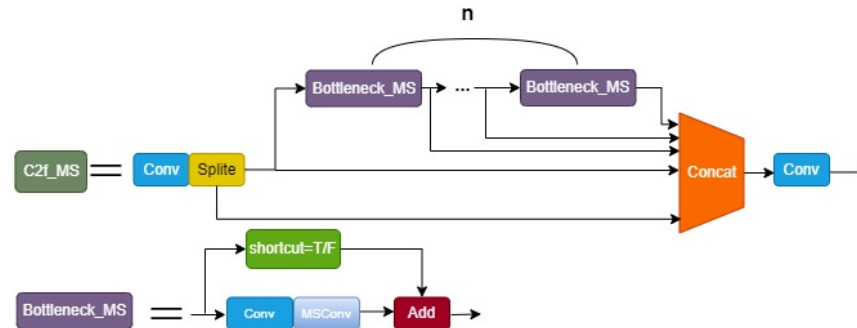 n
Bottleneck_MS
...
Bottleneck_MS
C2f_MS
Conv
Splite
Concat
Conv
shortcut=T/F
Bottleneck_MS
Conv
MSConv
Add